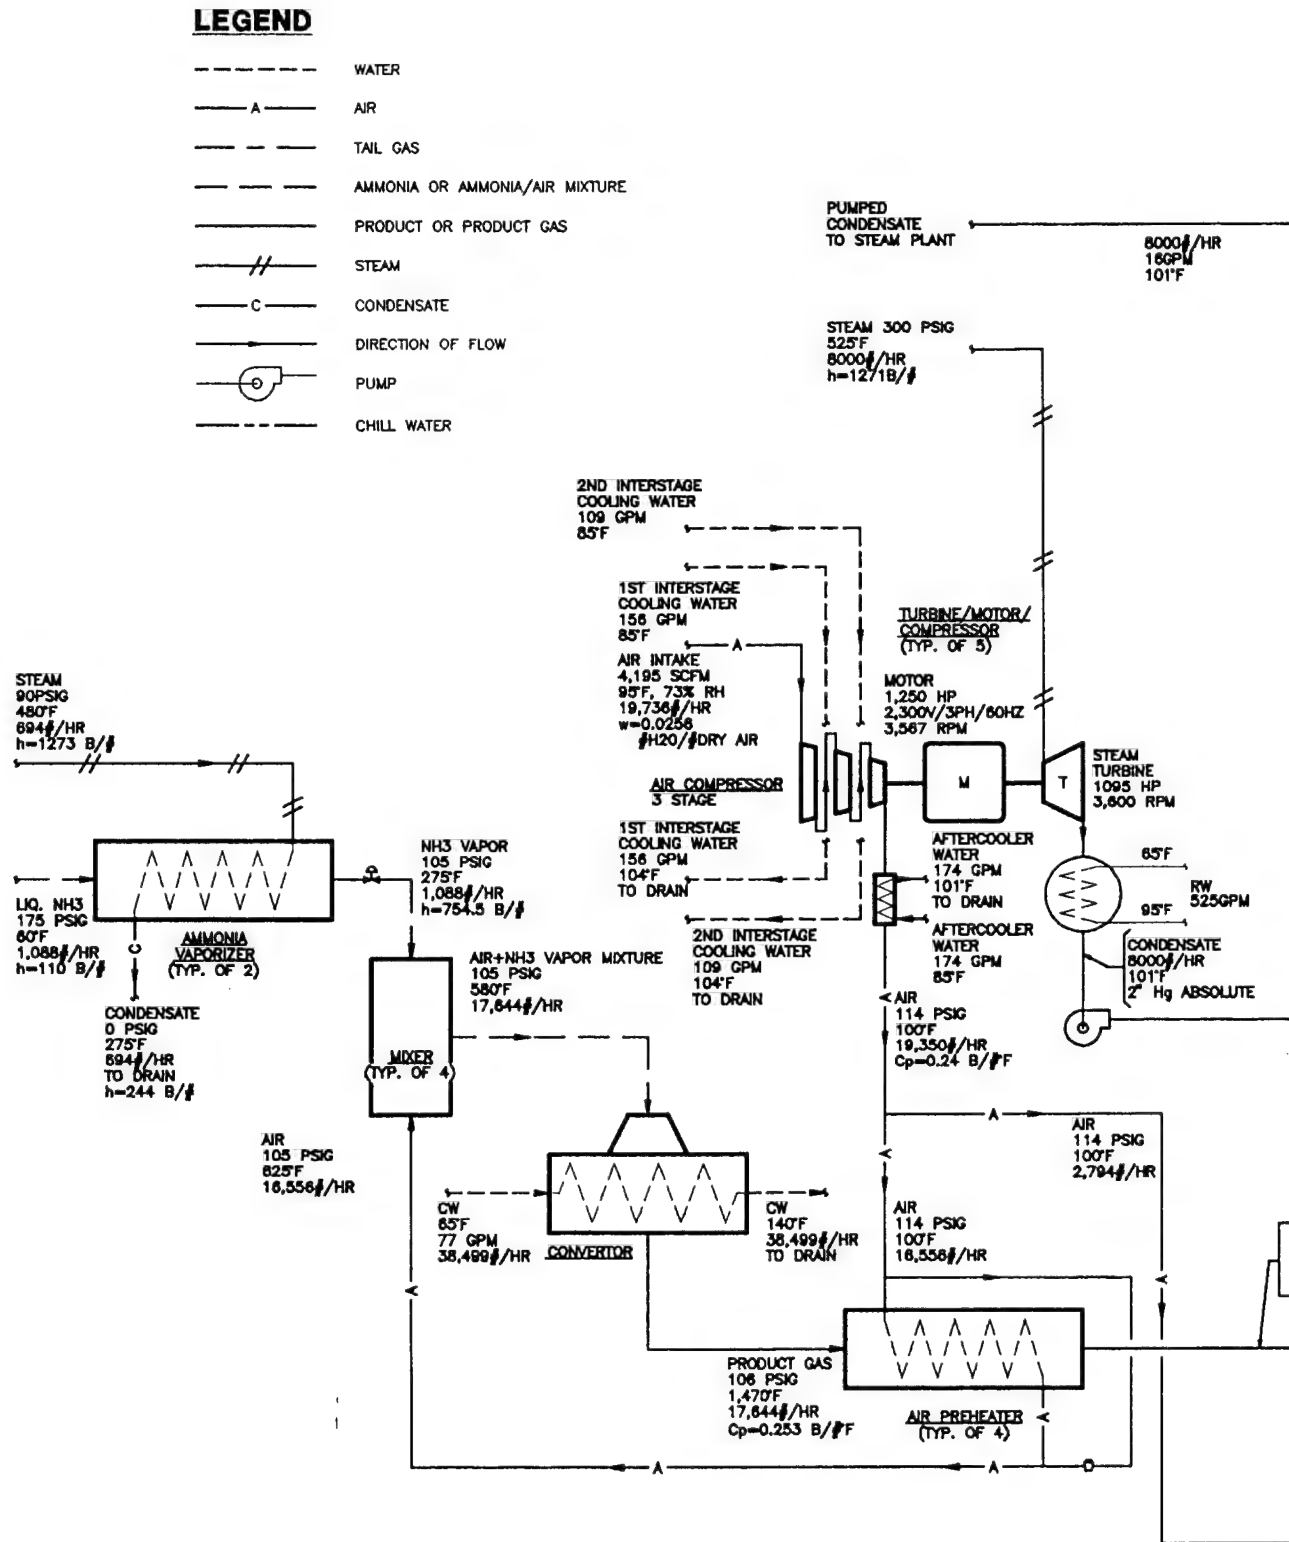 LEGEND
WATER
A AIR
TAIL GAS
AMMONIA OR AMMONIA/AIR MIXTURE
PRODUCT OR PRODUCT GAS
STEAM
C CONDENSATE
DIRECTION OF FLOW
PUMP
CHILL WATER
PUMPED
CONDENSATE
TO STEAM PLANT
8000#/HR
16GPM
101°F
STEAM 300 PSIG
525°F
8000#/HR
h=1271B/#
2ND INTERSTAGE
COOLING WATER
109 GPM
85°F
1ST INTERSTAGE
COOLING WATER
156 GPM
85°F
A
AIR INTAKE
4,195 SCFM
95°F, 73% RH
19,736#/HR
w=0.0256
#H20/#DRY AIR
TURBINE/MOTOR/
COMPRESSOR
(TYP. OF 5)
MOTOR
1,250 HP
2,300V/3PH/60HZ
3,567 RPM
M
T
STEAM
TURBINE
1095 HP
3,600 RPM
AIR COMPRESSOR
3 STAGE
STEAM
90PSIG
480°F
694#/HR
h=1273 B/#
1ST INTERSTAGE
COOLING WATER
156 GPM
104°F
TO DRAIN
2ND INTERSTAGE
COOLING WATER
109 GPM
104°F
TO DRAIN
AFTERCOOLER
WATER
174 GPM
101°F
TO DRAIN
AFTERCOOLER
WATER
174 GPM
85°F
65°F
RW
525GPM
95°F
CONDENSATE
8000#/HR
101°F
2" Hg ABSOLUTE
NH3 VAPOR
105 PSIG
275°F
1,088#/HR
h=754.5 B/#
LIQ. NH3
175 PSIG
60°F
1,088#/HR
h=110 B/#
AMMONIA
VAPORIZER
(TYP. OF 2)
C
CONDENSATE
0 PSIG
275°F
694#/HR
TO DRAIN
h=244 B/#
AIR+NH3 VAPOR MIXTURE
105 PSIG
580°F
17,644#/HR
MIXER
(TYP. OF 4)
A
AIR
114 PSIG
100°F
19,350#/HR
Cp=0.24 B/#°F
A
AIR
114 PSIG
100°F
2,794#/HR
AIR
105 PSIG
625°F
16,556#/HR
A
AIR
114 PSIG
100°F
16,556#/HR
CW
65°F
77 GPM
38,499#/HR
CONVERTOR
CW
140°F
38,499#/HR
TO DRAIN
A
A
PRODUCT GAS
106 PSIG
1,470°F
17,644#/HR
Cp=0.253 B/#°F
AIR PREHEATER
(TYP. OF 4)
A
A
A